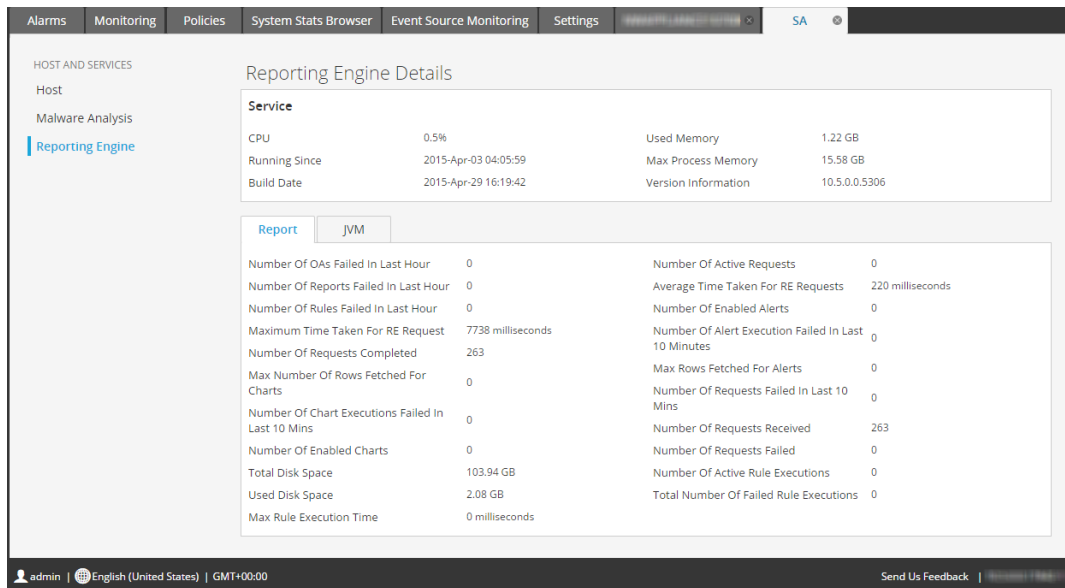 Alarms Monitoring Policies System Stats Browser Event Source Monitoring Settings SA
HOST AND SERVICES
Host
Malware Analysis
Reporting Engine
Reporting Engine Details
Service
CPU 0.5% Used Memory 1.22 GB
Running Since 2015-Apr-03 04:05:59 Max Process Memory 15.58 GB
Build Date 2015-Apr-29 16:19:42 Version Information 10.5.0.0.5306
Report JVM
Number Of OAs Failed In Last Hour 0
Number Of Reports Failed In Last Hour 0
Number Of Rules Failed In Last Hour 0
Maximum Time Taken For RE Request 7738 milliseconds
Number Of Requests Completed 263
Max Number Of Rows Fetched For
Charts 0
Number Of Chart Executions Failed In
Last 10 Mins 0
Number Of Enabled Charts 0
Total Disk Space 103.94 GB
Used Disk Space 2.08 GB
Max Rule Execution Time 0 milliseconds
Number Of Active Requests 0
Average Time Taken For RE Requests 220 milliseconds
Number Of Enabled Alerts 0
Number Of Alert Execution Failed In Last
10 Minutes 0
Max Rows Fetched For Alerts 0
Number Of Requests Failed In Last 10
Mins 0
Number Of Requests Received 263
Number Of Requests Failed 0
Number Of Active Rule Executions 0
Total Number Of Failed Rule Executions 0
admin | English (United States) | GMT+00:00 Send Us Feedback |